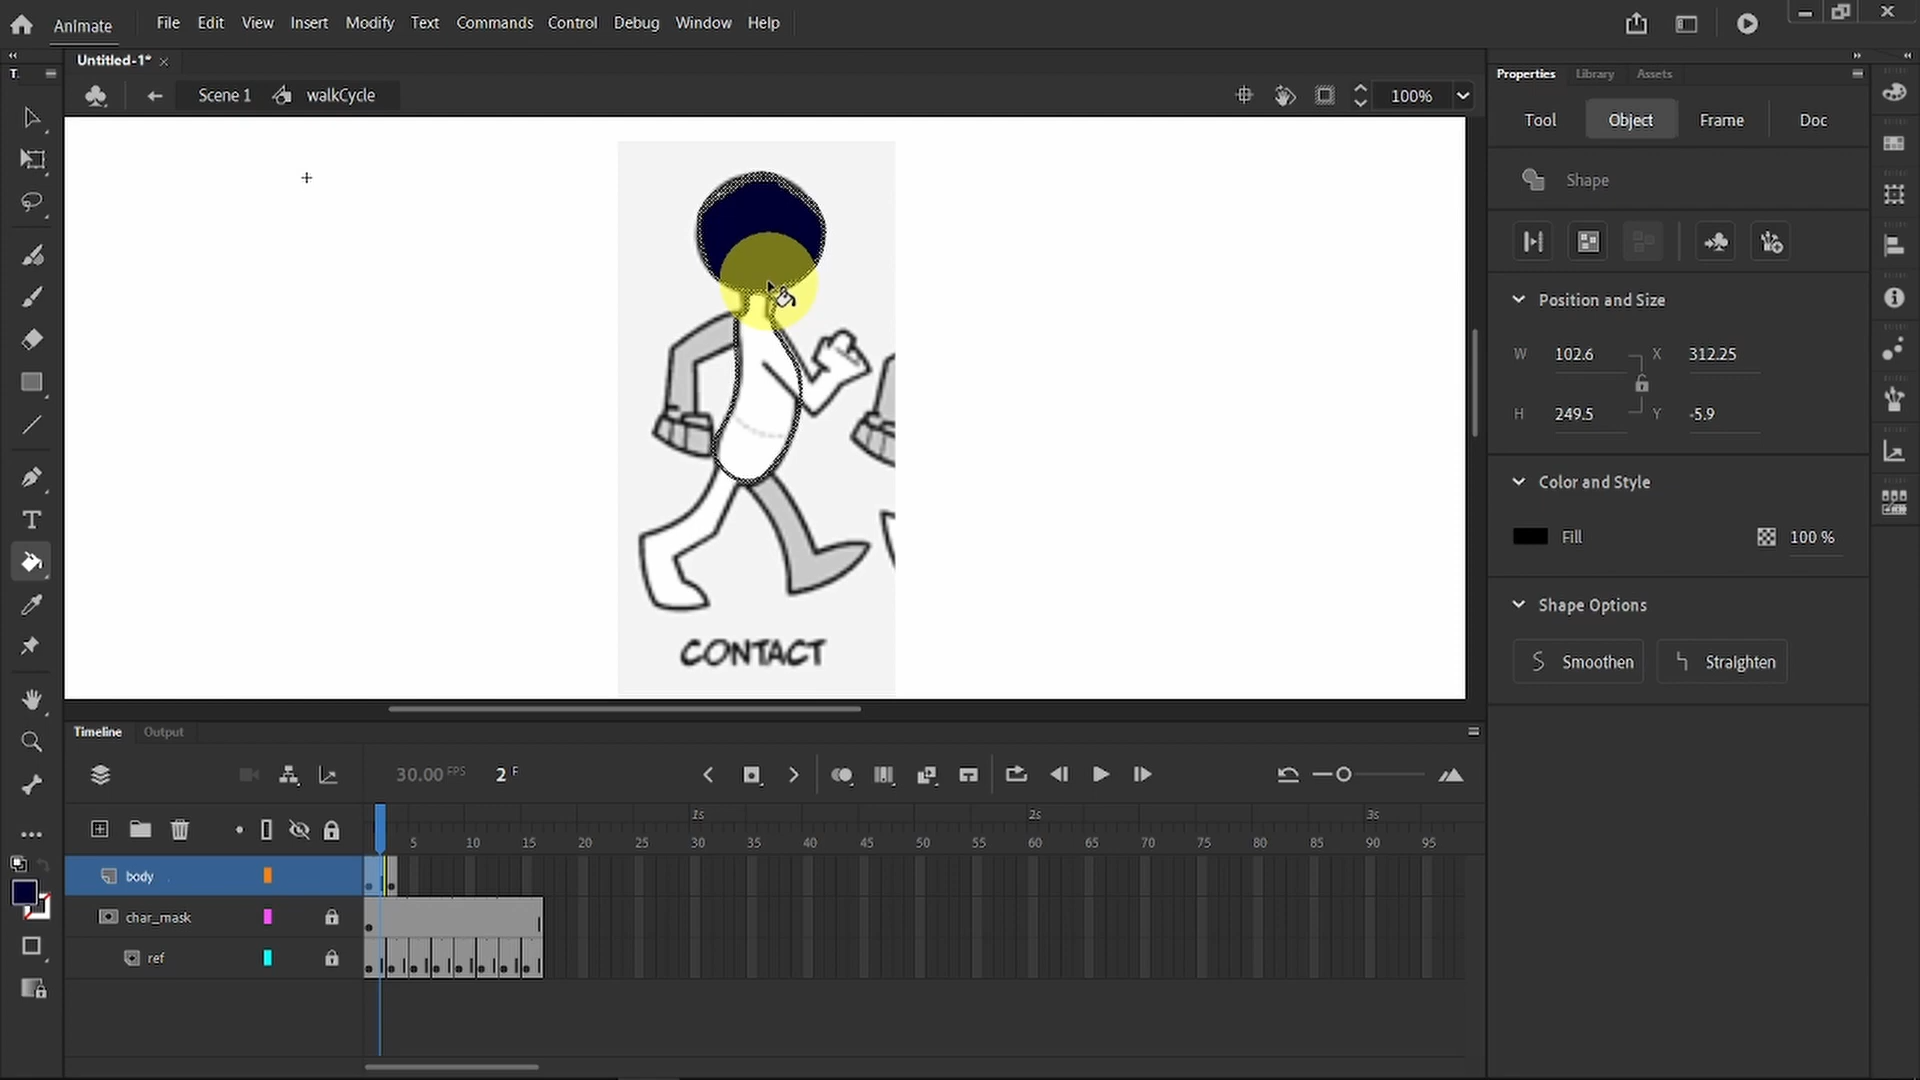 Animate File Edit View Insert Modify Text Commands Control Debug Window Help
Untitled-1*
T.
Properties Library Assets
Scene 1 walkCycle 100%
Tool Object Frame Doc
Shape
Position and Size
W 102.6 X 312.25
H 249.5 Y -5.9
Color and Style
Fill 100 %
Shape Options
Smoothen Straighten
CONTACT
Timeline Output
30.00 FPS 2 F
1s 2s 3s
5 10 15 20 25 30 35 40 45 50 55 60 65 70 75 80 85 90 95
body
char_mask
ref